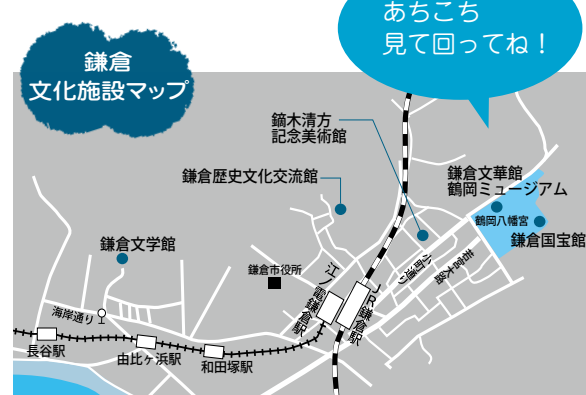 あちこち
見て回ってね！
鎌倉
文化施設マップ
鏑木清方
記念美術館
鎌倉歴史文化交流館
鎌倉文華館
鶴岡ミュージアム
鶴岡八幡宮
鎌倉国宝館
鎌倉文学館
鎌倉市役所
若宮大路
小町通り
江ノ電鎌倉駅
JR鎌倉駅
海岸通り
長谷駅
由比ヶ浜駅
和田塚駅